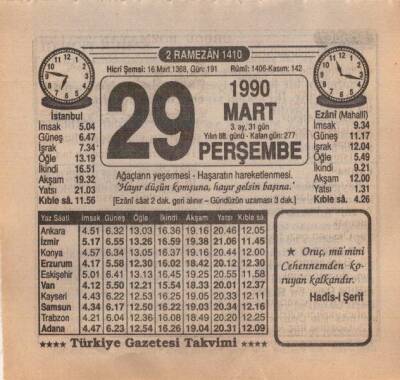 2 RAMEZÂN 1410
Hicri Şemsi: 16 Mart 1368, Gün: 191 Rûmî: 1406-Kasım: 142
İstanbul
İmsak 5.04
Güneş 6.47
İşrak 7.34
Öğle 13.19
İkindi 16.51
Akşam 19.32
Yatsı 21.03
Kıble sâ. 11.56
29
1990
MART
3. ay, 31 gün
Yılın 88. günü - Kalan gün: 277
PERŞEMBE
Ağaçların yeşermesi - Haşaratın hareketlenmesi.
"Hayır düşün komşuna, hayır gelsin başına."
[Ezânî sâat 2 dak. geri alınır – Gündüzün uzaması 3 dak.]
Ezânî (Mahallî)
İmsak 9.34
Güneş 11.17
İşrak 12.04
Öğle 5.49
İkindi 9.21
Akşam 12.00
Yatsı 1.31
Kıble sâ. 4.26
Yaz Sâati İmsak Güneş Öğle İkindi Akşam Yatsı Kıble sâ.
Ankara 4.51 6.32 13.03 16.36 19.16 20.46 12.05
İzmir 5.17 6.55 13.26 16.59 19.38 21.06 11.45
Konya 4.57 6.34 13.05 16.37 19.16 20.44 12.00
Erzurum 4.17 5.58 12.30 16.02 18.42 20.12 12.30
Eskişehir 5.01 6.41 13.13 16.45 19.25 20.55 11.58
Van 4.12 5.50 12.21 15.54 18.33 20.01 12.37
Kayseri 4.43 6.22 12.53 16.25 19.05 20.33 12.11
Samsun 4.34 6.17 12.50 16.22 19.03 20.34 12.16
Trabzon 4.21 6.04 12.36 16.08 18.49 20.20 12.25
Adana 4.47 6.23 12.54 16.26 19.04 20.31 12.09
★ Oruç, mü'mini
Cehennemden ko-
ruyan kalkandır.
Hadîs-i Şerîf
★★★★ Türkiye Gazetesi Takvimi ★★★★